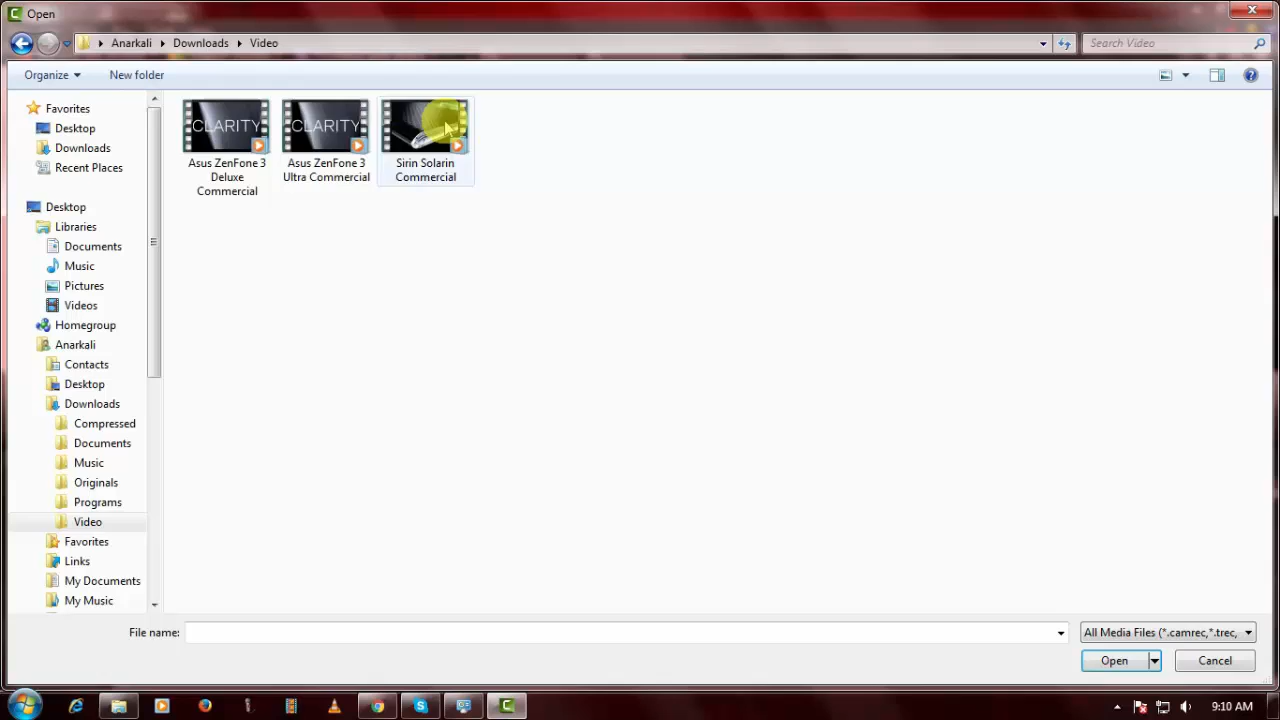 Open
Anarkali
Downloads
Video
Search Video
Organize
New folder
Favorites
Desktop
Downloads
Recent Places
Desktop
Libraries
Documents
Music
Pictures
Videos
Homegroup
Anarkali
Contacts
Desktop
Downloads
Compressed
Documents
Music
Originals
Programs
Video
Favorites
Links
My Documents
My Music
CLARITY
Asus ZenFone 3
Deluxe
Commercial
CLARITY
Asus ZenFone 3
Ultra Commercial
Sirin Solarin
Commercial
File name:
All Media Files (*.camrec,*.trec,
Open
Cancel
9:10 AM